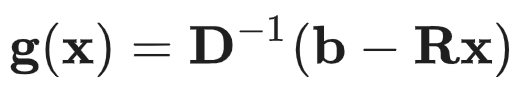 g(x) = D⁻¹(b − Rx)